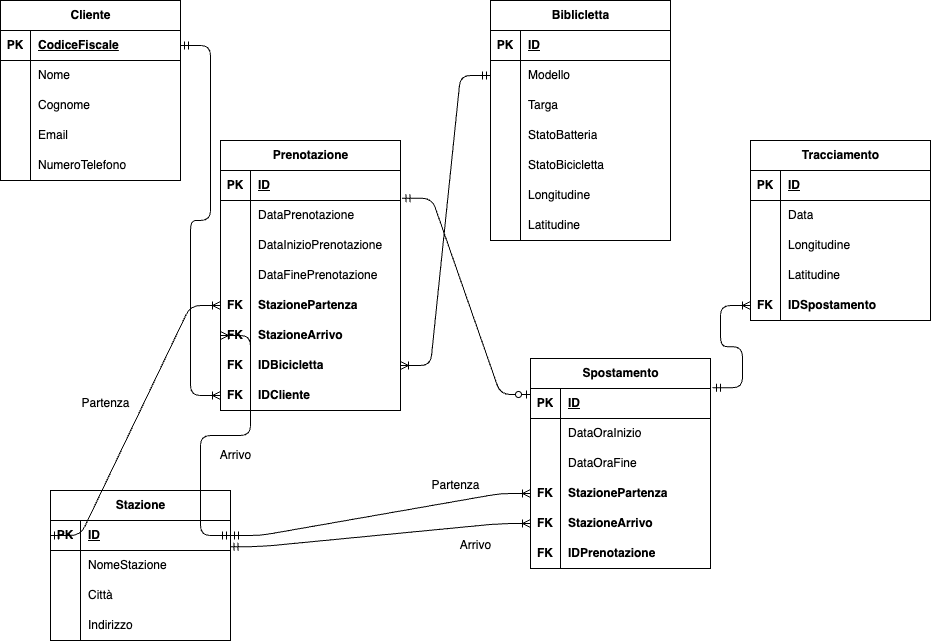 Cliente
PK CodiceFiscale
Nome
Cognome
Email
NumeroTelefono
Biblicletta
PK ID
Modello
Targa
StatoBatteria
StatoBicicletta
Longitudine
Latitudine
Prenotazione
PK ID
DataPrenotazione
DataInizioPrenotazione
DataFinePrenotazione
FK StazionePartenza
FK StazioneArrivo
FK IDBicicletta
FK IDCliente
Tracciamento
PK ID
Data
Longitudine
Latitudine
FK IDSpostamento
Spostamento
PK ID
DataOraInizio
DataOraFine
FK StazionePartenza
FK StazioneArrivo
FK IDPrenotazione
Partenza
Arrivo
Partenza
Arrivo
Stazione
PK ID
NomeStazione
Città
Indirizzo